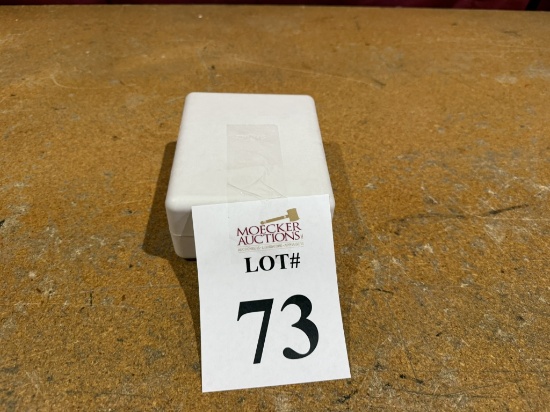 MOECKER
AUCTIONS
LOT#
73